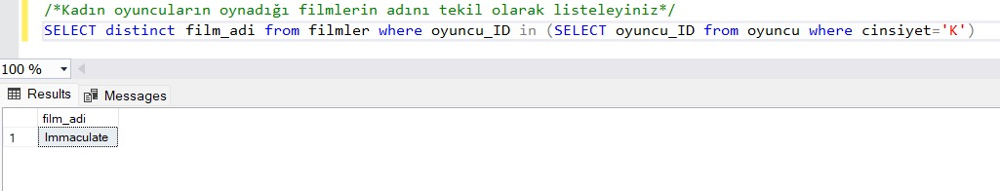 /*Kadın oyuncuların oynadığı filmlerin adını tekil olarak listeleyiniz*/
SELECT distinct film_adi from filmler where oyuncu_ID in (SELECT oyuncu_ID from oyuncu where cinsiyet='K')
100 %
Results Messages
film_adi
1 Immaculate